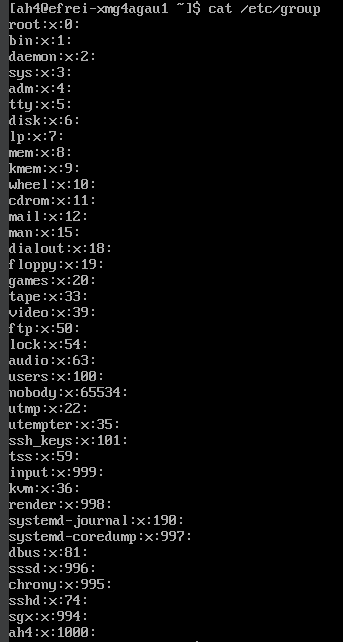 [ah4@efrei-xmg4agau1 ~]$ cat /etc/group
root:x:0:
bin:x:1:
daemon:x:2:
sys:x:3:
adm:x:4:
tty:x:5:
disk:x:6:
lp:x:7:
mem:x:8:
kmem:x:9:
wheel:x:10:
cdrom:x:11:
mail:x:12:
man:x:15:
dialout:x:18:
floppy:x:19:
games:x:20:
tape:x:33:
video:x:39:
ftp:x:50:
lock:x:54:
audio:x:63:
users:x:100:
nobody:x:65534:
utmp:x:22:
utempter:x:35:
ssh_keys:x:101:
tss:x:59:
input:x:999:
kvm:x:36:
render:x:998:
systemd-journal:x:190:
systemd-coredump:x:997:
dbus:x:81:
sssd:x:996:
chrony:x:995:
sshd:x:74:
sgx:x:994:
ah4:x:1000: